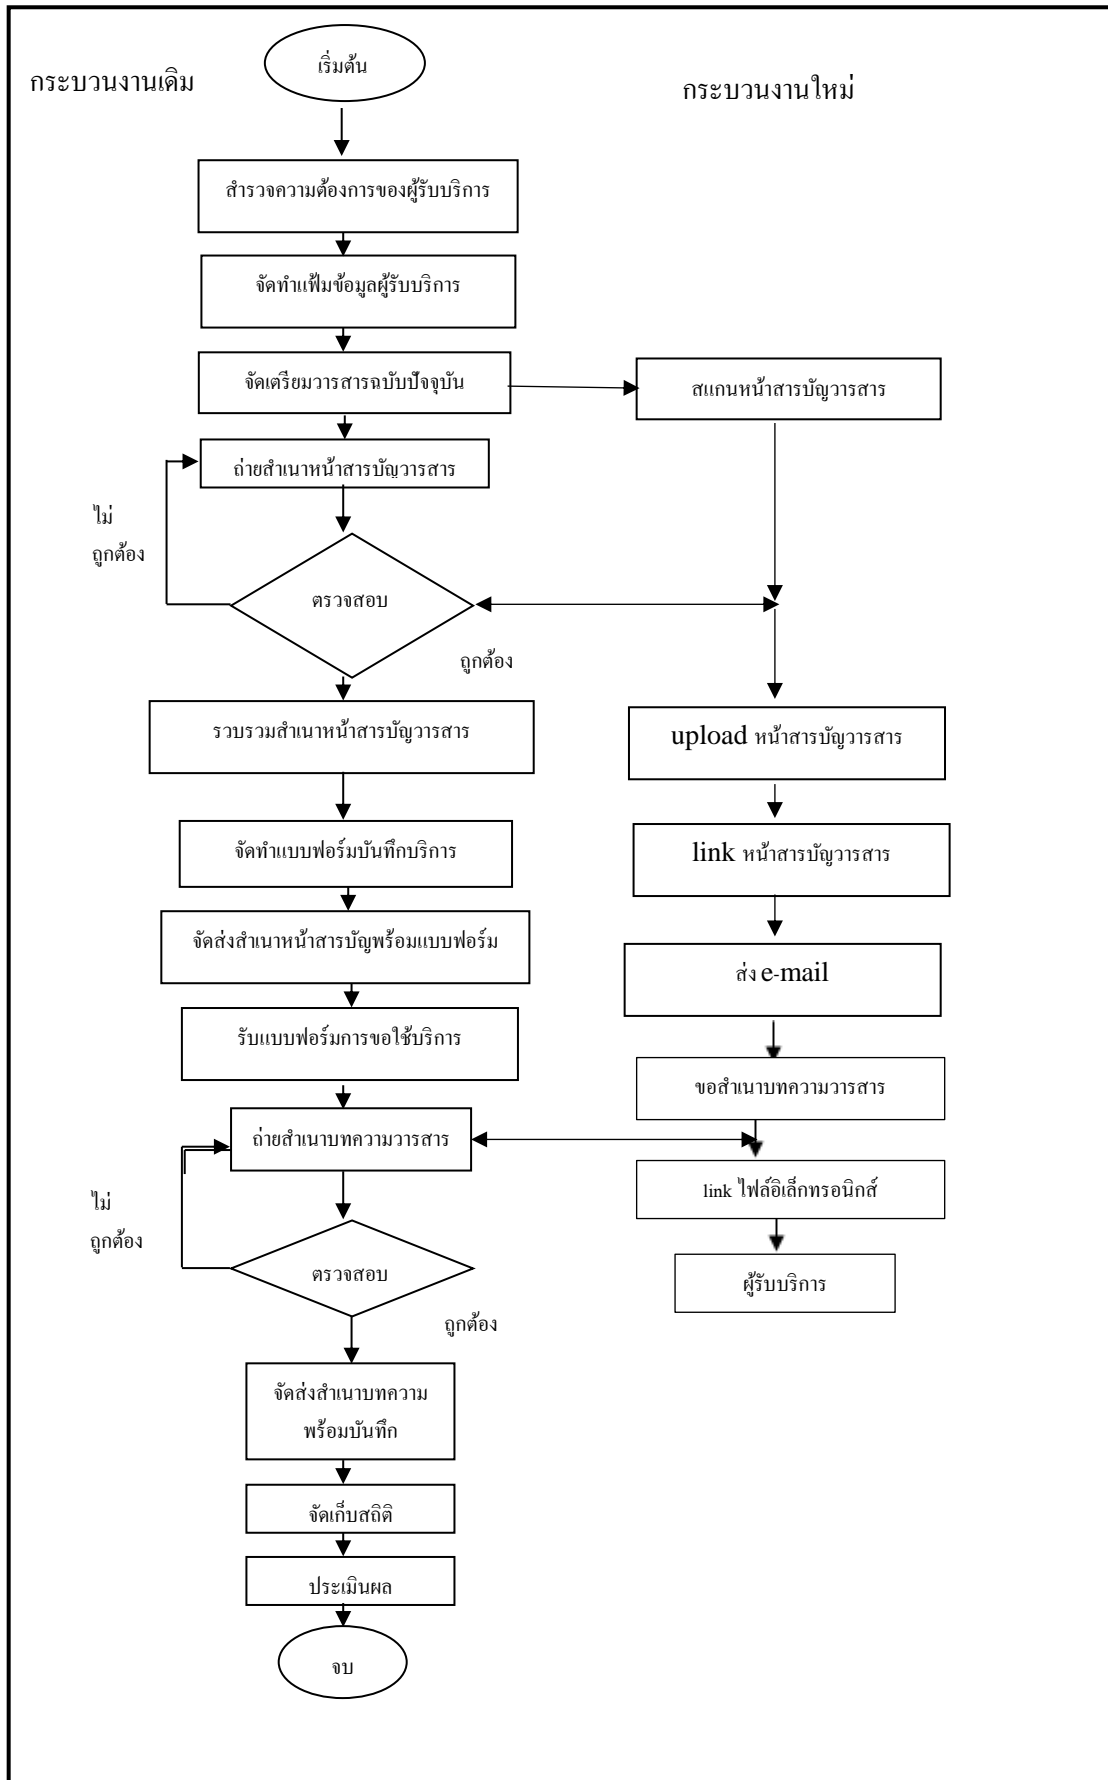 เริ่มต้น
กระบวนงานเดิม
กระบวนงานใหม่
สำรวจความต้องการของผู้รับบริการ
จัดทำแฟ้มข้อมูลผู้รับบริการ
จัดเตรียมวารสารฉบับปัจจุบัน
สแกนหน้าสารบัญวารสาร
ถ่ายสำเนาหน้าสารบัญวารสาร
ไม่
ถูกต้อง
ตรวจสอบ
ถูกต้อง
รวบรวมสำเนาหน้าสารบัญวารสาร
upload หน้าสารบัญวารสาร
จัดทำแบบฟอร์มบันทึกบริการ
link หน้าสารบัญวารสาร
จัดส่งสำเนาหน้าสารบัญพร้อมแบบฟอร์ม
ส่ง e-mail
รับแบบฟอร์มการขอใช้บริการ
ขอสำเนาบทความวารสาร
ถ่ายสำเนาบทความวารสาร
link ไฟล์อิเล็กทรอนิกส์
ไม่
ถูกต้อง
ตรวจสอบ
ผู้รับบริการ
ถูกต้อง
จัดส่งสำเนาบทความ
พร้อมบันทึก
จัดเก็บสถิติ
ประเมินผล
จบ